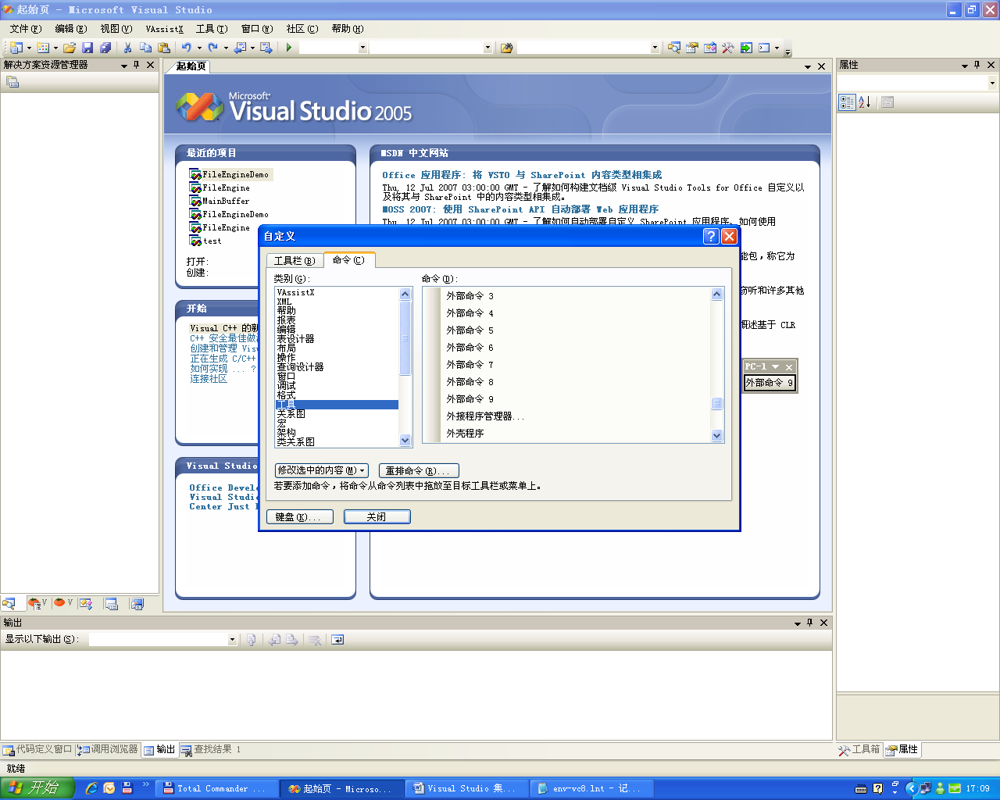 起始页 - Microsoft Visual Studio
文件(F) 编辑(E) 视图(V) VAssistX 工具(T) 窗口(W) 社区(C) 帮助(H)
解决方案资源管理器
起始页
属性
Microsoft
Visual Studio 2005
最近的项目
FileEngineDemo
FileEngine
MainBuffer
FileEngineDemo
FileEngine
test
打开:
创建:
开始
Visual C++ 的新
C++ 安全最佳做
创建和管理 Vis
正在生成 C/C++
如何实现 ... ?
连接社区
Visual Studio
Office Develo
Visual Studio
Center Just
MSDN 中文网站
Office 应用程序: 将 VSTO 与 SharePoint 内容类型相集成
Thu, 12 Jul 2007 03:00:00 GMT - 了解如何构建文档级 Visual Studio Tools for Office 自定义以
及将其与 SharePoint 中的内容类型相集成。
MOSS 2007: 使用 SharePoint API 自动部署 Web 应用程序
Thu, 12 Jul 2007 03:00:00 GMT - 了解如何自动部署自定义 SharePoint 应用程序、如何使用
能包，称它为
窃听和许多其他
概述基于 CLR
自定义
工具栏(B) 命令(C)
类别(G):
VAssistX
XML
帮助
报表
编辑
表设计器
布局
操作
查询设计器
窗口
调试
格式
工具
关系图
宏
架构
类关系图
命令(D):
外部命令 3
外部命令 4
外部命令 5
外部命令 6
外部命令 7
外部命令 8
外部命令 9
外接程序管理器...
外壳程序
修改选中的内容(M) 重排命令(R)...
若要添加命令，将命令从命令列表中拖放至目标工具栏或菜单上。
键盘(K)... 关闭
PC-l
外部命令 9
V V
输出
显示以下输出(S):
代码定义窗口 调用浏览器 输出 查找结果 1
工具箱 属性
就绪
开始 Total Commander ... 起始页 - Microso... Visual Studio 集... env-vc8.lnt - 记... 17:09